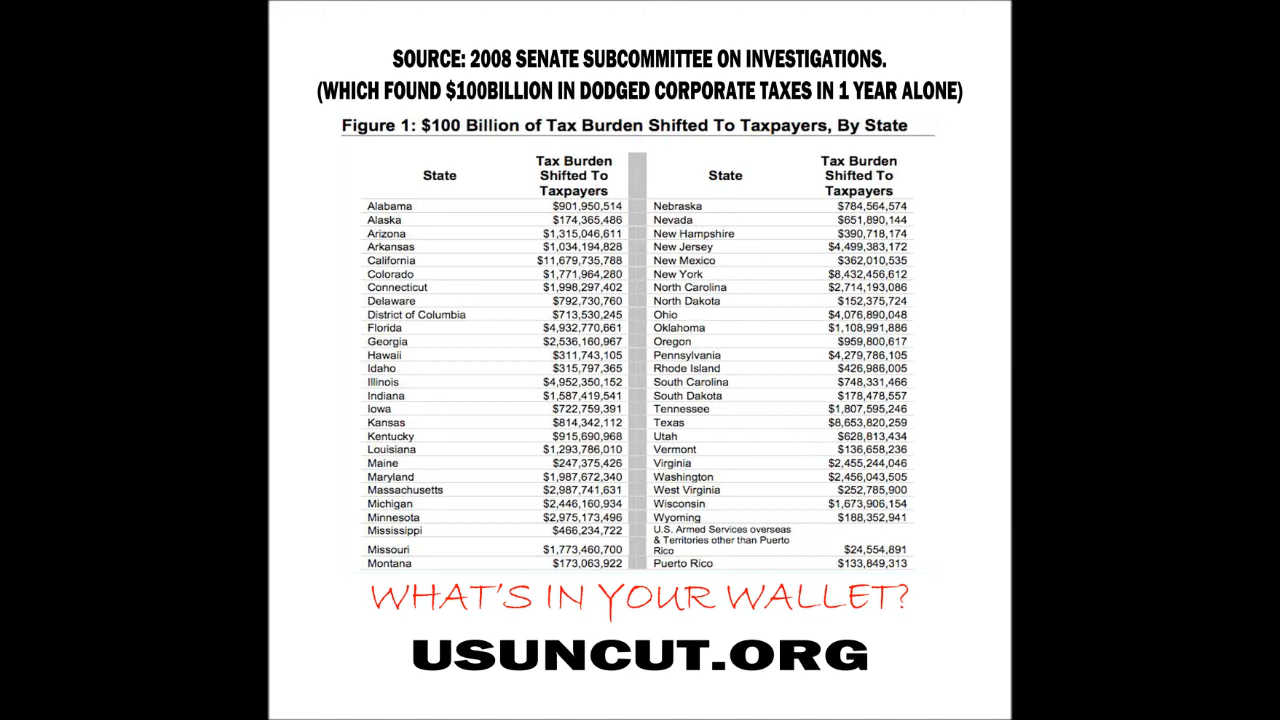 SOURCE: 2008 SENATE SUBCOMMITTEE ON INVESTIGATIONS.
(WHICH FOUND $100BILLION IN DODGED CORPORATE TAXES IN 1 YEAR ALONE)
Figure 1: $100 Billion of Tax Burden Shifted To Taxpayers, By State
State Tax Burden Shifted To Taxpayers State Tax Burden Shifted To Taxpayers
Alabama $901,950,514 Nebraska $784,564,574
Alaska $174,365,486 Nevada $651,890,144
Arizona $1,315,046,611 New Hampshire $390,718,174
Arkansas $1,034,194,828 New Jersey $4,499,383,172
California $11,679,735,788 New Mexico $362,010,535
Colorado $1,771,964,280 New York $8,432,456,612
Connecticut $1,998,297,402 North Carolina $2,714,193,086
Delaware $792,730,760 North Dakota $152,375,724
District of Columbia $713,530,245 Ohio $4,076,890,048
Florida $4,932,770,661 Oklahoma $1,108,991,886
Georgia $2,536,160,967 Oregon $959,800,617
Hawaii $311,743,105 Pennsylvania $4,279,786,105
Idaho $315,797,365 Rhode Island $426,986,005
Illinois $4,952,350,152 South Carolina $748,331,466
Indiana $1,587,419,541 South Dakota $178,478,557
Iowa $722,759,391 Tennessee $1,807,595,246
Kansas $814,342,112 Texas $8,653,820,259
Kentucky $915,690,968 Utah $628,813,434
Louisiana $1,293,786,010 Vermont $136,658,236
Maine $247,375,426 Virginia $2,455,244,046
Maryland $1,987,672,340 Washington $2,456,043,505
Massachusetts $2,987,741,631 West Virginia $252,785,900
Michigan $2,446,160,934 Wisconsin $1,673,906,154
Minnesota $2,975,173,496 Wyoming $188,352,941
Mississippi $466,234,722 U.S. Armed Services overseas
& Territories other than Puerto
Missouri $1,773,460,700 Rico $24,554,891
Montana $173,063,922 Puerto Rico $133,849,313
WHAT'S IN YOUR WALLET?
USUNCUT.ORG